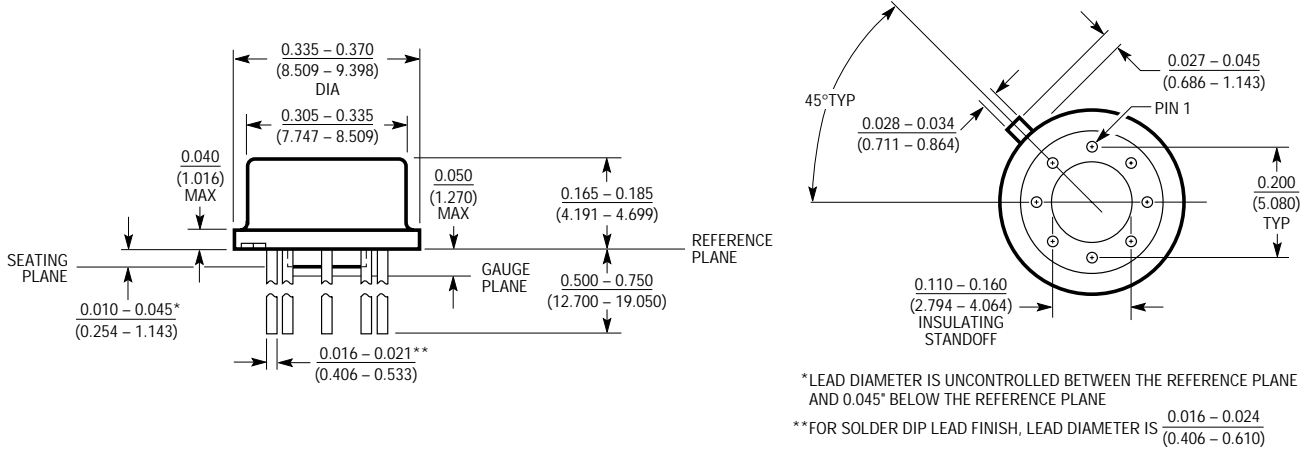 0.335 – 0.370
(8.509 – 9.398)
DIA
0.305 – 0.335
(7.747 – 8.509)
0.040
(1.016)
MAX
0.050
(1.270)
MAX
0.165 – 0.185
(4.191 – 4.699)
SEATING
PLANE
REFERENCE
PLANE
GAUGE
PLANE
0.500 – 0.750
(12.700 – 19.050)
0.010 – 0.045*
(0.254 – 1.143)
0.016 – 0.021**
(0.406 – 0.533)
0.027 – 0.045
(0.686 – 1.143)
45°TYP
PIN 1
0.028 – 0.034
(0.711 – 0.864)
0.200
(5.080)
TYP
0.110 – 0.160
(2.794 – 4.064)
INSULATING
STANDOFF
*LEAD DIAMETER IS UNCONTROLLED BETWEEN THE REFERENCE PLANE
AND 0.045" BELOW THE REFERENCE PLANE
**FOR SOLDER DIP LEAD FINISH, LEAD DIAMETER IS 0.016 – 0.024
(0.406 – 0.610)